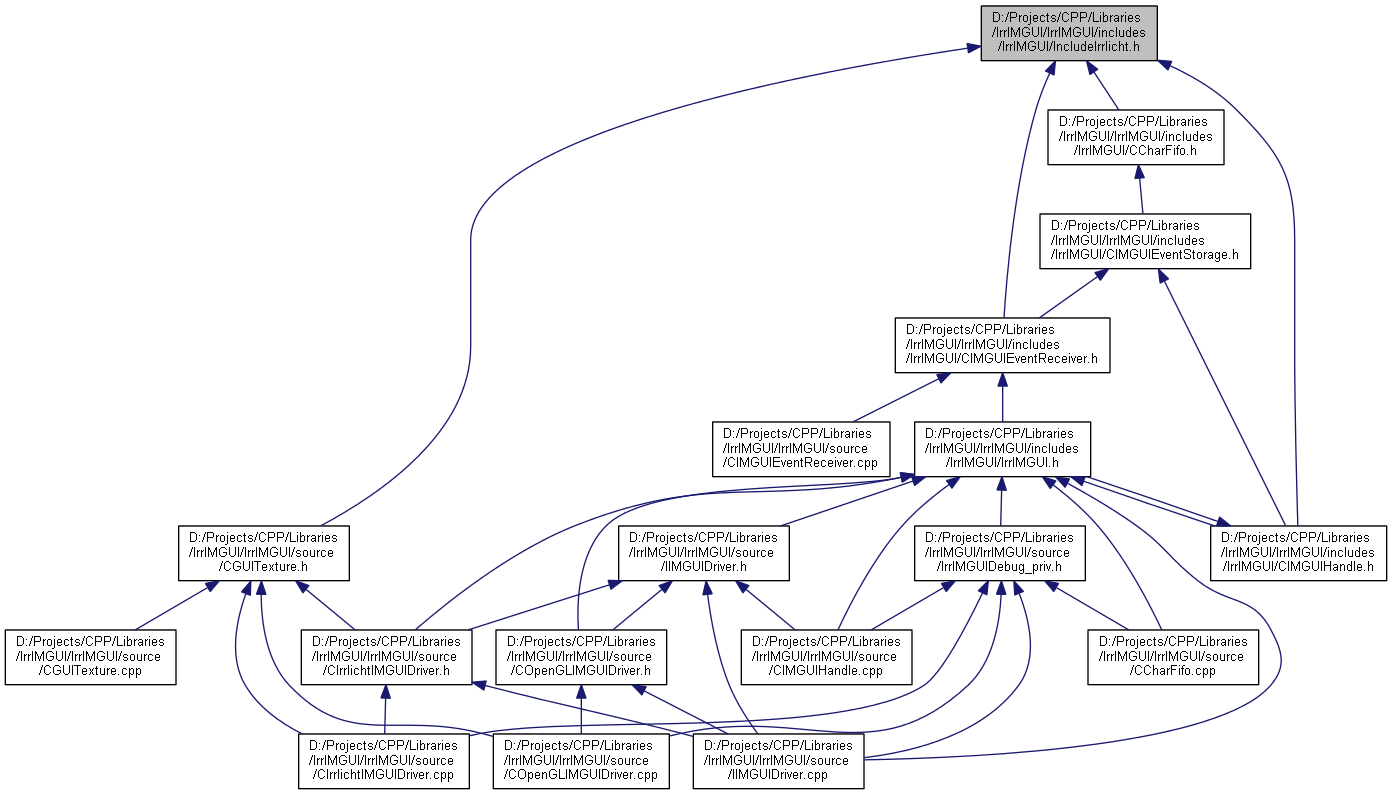 D:/Projects/CPP/Libraries
/IrrIMGUI/IrrIMGUI/includes
/IrrIMGUI/IncludeIrrlicht.h
D:/Projects/CPP/Libraries
/IrrIMGUI/IrrIMGUI/includes
/IrrIMGUI/CCharFifo.h
D:/Projects/CPP/Libraries
/IrrIMGUI/IrrIMGUI/includes
/IrrIMGUI/CIMGUIEventStorage.h
D:/Projects/CPP/Libraries
/IrrIMGUI/IrrIMGUI/includes
/IrrIMGUI/CIMGUIEventReceiver.h
D:/Projects/CPP/Libraries
/IrrIMGUI/IrrIMGUI/source
/CIMGUIEventReceiver.cpp
D:/Projects/CPP/Libraries
/IrrIMGUI/IrrIMGUI/includes
/IrrIMGUI/IrrIMGUI.h
D:/Projects/CPP/Libraries
/IrrIMGUI/IrrIMGUI/source
/CGUITexture.h
D:/Projects/CPP/Libraries
/IrrIMGUI/IrrIMGUI/source
/IIMGUIDriver.h
D:/Projects/CPP/Libraries
/IrrIMGUI/IrrIMGUI/source
/IrrIMGUIDebug_priv.h
D:/Projects/CPP/Libraries
/IrrIMGUI/IrrIMGUI/includes
/IrrIMGUI/CIMGUIHandle.h
D:/Projects/CPP/Libraries
/IrrIMGUI/IrrIMGUI/source
/CGUITexture.cpp
D:/Projects/CPP/Libraries
/IrrIMGUI/IrrIMGUI/source
/CIrrlichtIMGUIDriver.h
D:/Projects/CPP/Libraries
/IrrIMGUI/IrrIMGUI/source
/COpenGLIMGUIDriver.h
D:/Projects/CPP/Libraries
/IrrIMGUI/IrrIMGUI/source
/CIMGUIHandle.cpp
D:/Projects/CPP/Libraries
/IrrIMGUI/IrrIMGUI/source
/CCharFifo.cpp
D:/Projects/CPP/Libraries
/IrrIMGUI/IrrIMGUI/source
/CIrrlichtIMGUIDriver.cpp
D:/Projects/CPP/Libraries
/IrrIMGUI/IrrIMGUI/source
/COpenGLIMGUIDriver.cpp
D:/Projects/CPP/Libraries
/IrrIMGUI/IrrIMGUI/source
/IIMGUIDriver.cpp